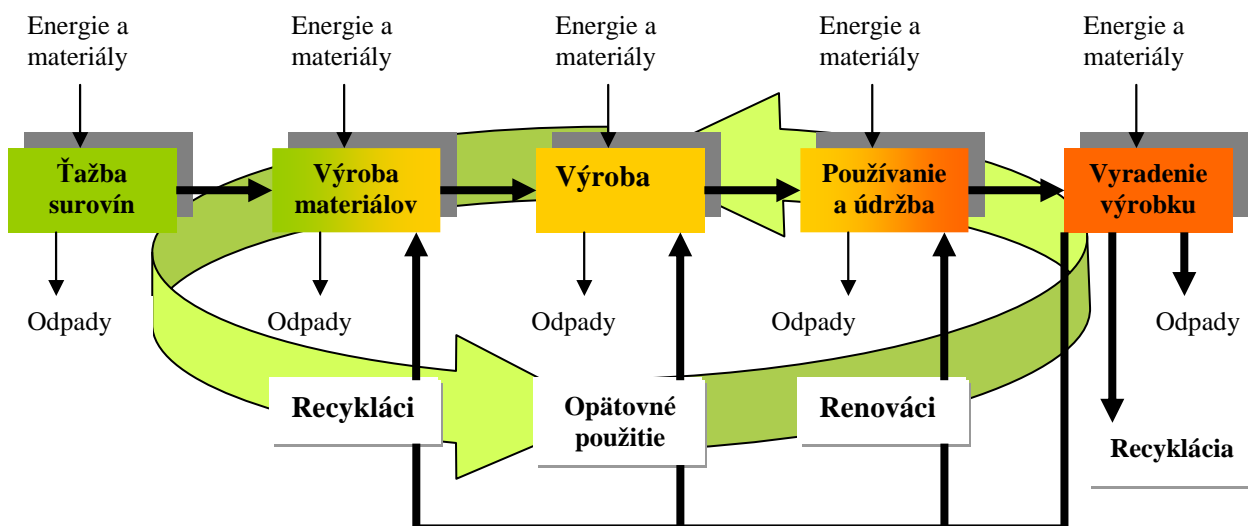 Energie a
materiály
Energie a
materiály
Energie a
materiály
Energie a
materiály
Energie a
materiály
Ťažba
surovín
Výroba
materiálov
Výroba
Používanie
a údržba
Vyradenie
výrobku
Odpady
Odpady
Odpady
Odpady
Odpady
Recykláci
Opätovné
použitie
Renováci
Recyklácia